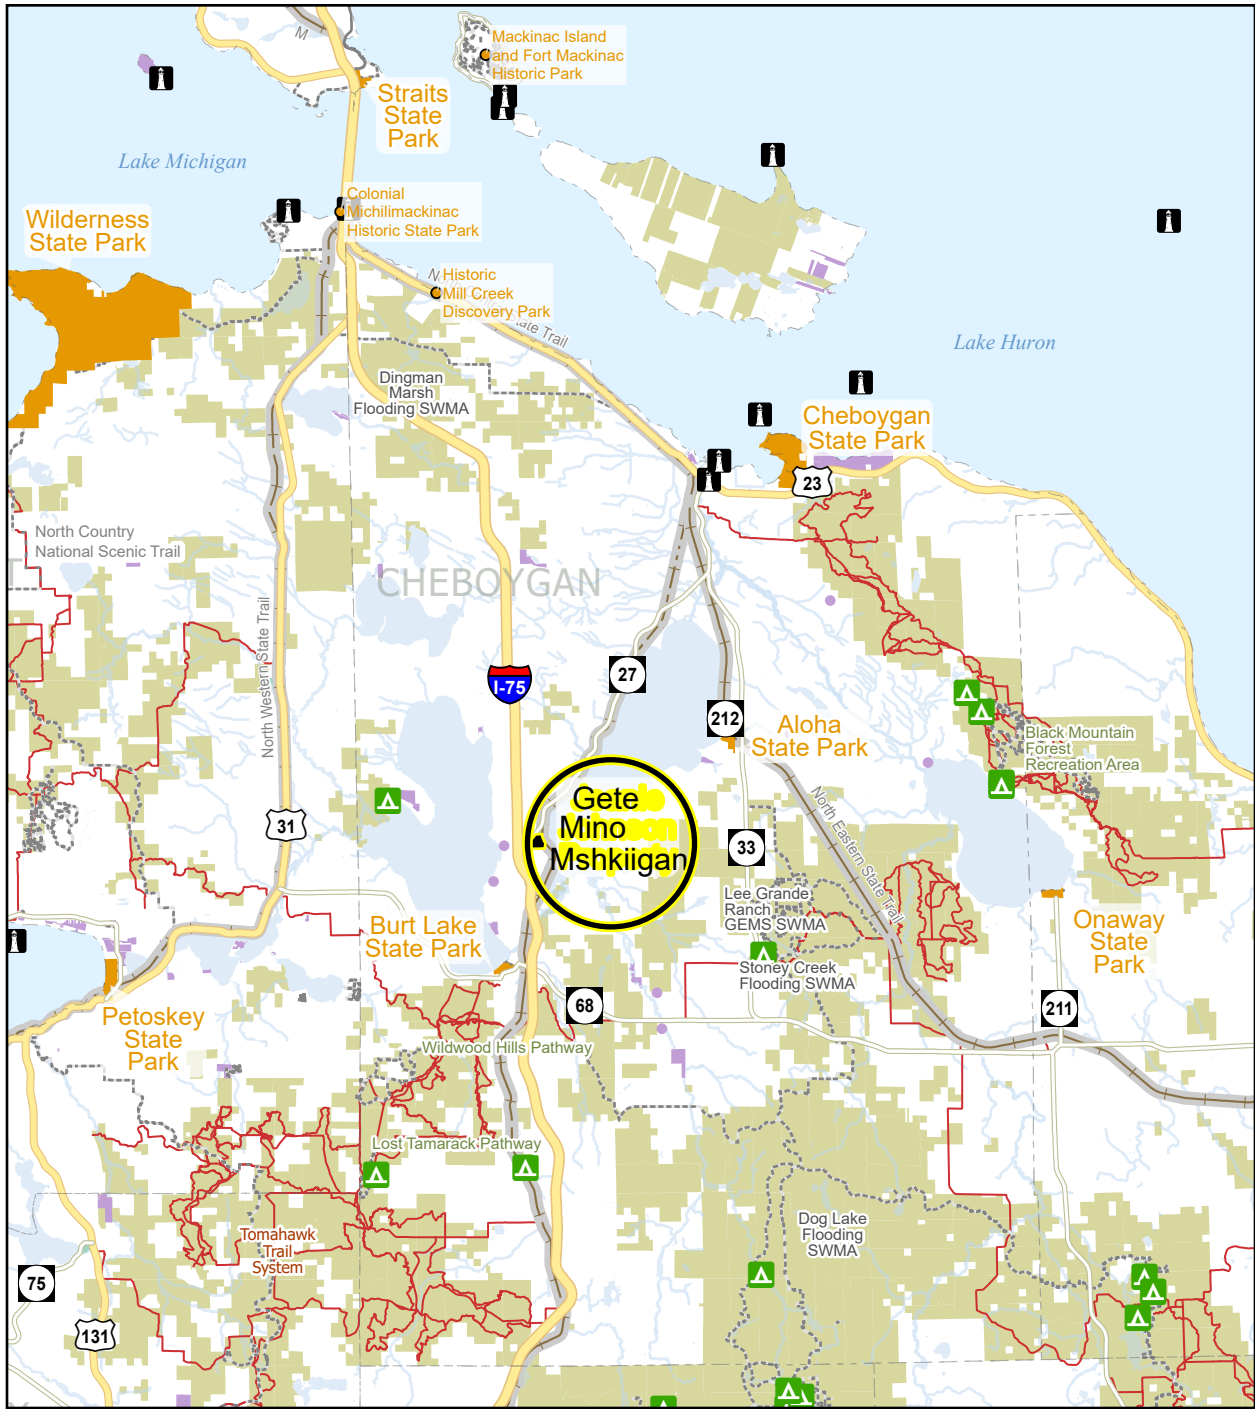 M
Mackinac Island
and Fort Mackinac
Historic Park
Straits
State
Park
Lake Michigan
Colonial
Michilimackinac
Historic State Park
Wilderness
State Park
Historic
Mill Creek
Discovery Park
State Trail
Lake Huron
Dingman
Marsh
Flooding SWMA
Cheboygan
State Park
23
North Country
National Scenic Trail
CHEBOYGAN
North Western State Trail
27
I-75
212
Aloha
State Park
Black Mountain
Forest
Recreation Area
Gete
Mino
Mshkiigan
31
33
North Eastern State Trail
Lee Grande
Ranch
GEMS SWMA
Burt Lake
State Park
Onaway
State
Park
Stoney Creek
Flooding SWMA
68
211
Petoskey
State
Park
Wildwood Hills Pathway
Lost Tamarack Pathway
Dog Lake
Flooding
SWMA
Tomahawk
Trail
System
75
131